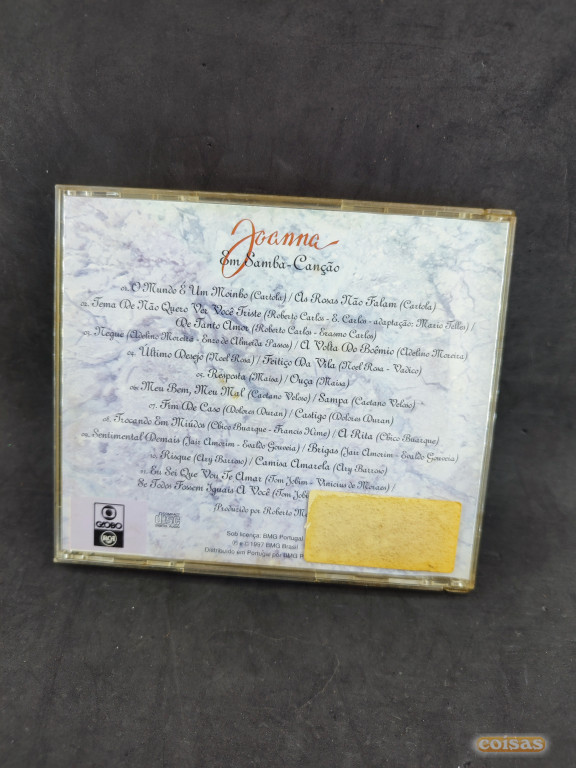 Joanna
Em Samba-Canção
01. O Mundo É Um Moinho (Cartola) / As Rosas Não Falam (Cartola)
02. Tema De Não Quero Ver Você Triste (Roberto Carlos - E. Carlos - adaptação: Mario Telles) /
De Tanto Amor (Roberto Carlos - Erasmo Carlos)
03. Negue (Adelino Moreira - Enzo de Almeida Passos) / A Volta Do Boêmio (Adelino Moreira)
04. Último Desejo (Noel Rosa) / Feitiço Da Vila (Noel Rosa - Vadico)
05. Resposta (Maisa) / Ouça (Maisa)
06. Meu Bem, Meu Mal (Caetano Veloso) / Sampa (Caetano Veloso)
07. Fim De Caso (Dolores Duran) / Castigo (Dolores Duran)
08. Trocando Em Miúdos (Chico Buarque - Francis Hime) / A Rita (Chico Buarque)
09. Sentimental Demais (Jair Amorim - Evaldo Gouveia) / Brigas (Jair Amorim - Evaldo Gouveia)
10. Risque (Ary Barroso) / Camisa Amarela (Ary Barroso)
11. Eu Sei Que Vou Te Amar (Tom Jobim - Vinicius de Moraes) /
Se Todos Fossem Iguais A Você (Tom Jobi
Produzido por Roberto M
GLOBO
RCA
COMPACT
disc
DIGITAL AUDIO
Sob licença: BMG Portugal
℗ e © 1997 BMG Brasil
Distribuído em Portugal por BMG P
coisas